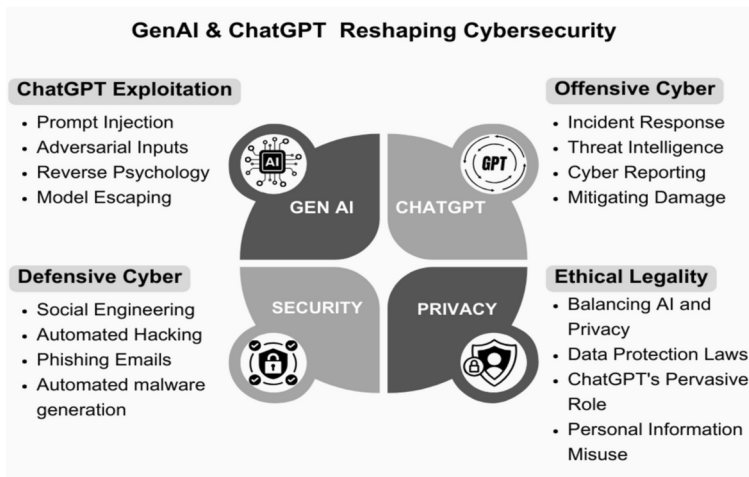 GenAI & ChatGPT Reshaping Cybersecurity
ChatGPT Exploitation
• Prompt Injection
• Adversarial Inputs
• Reverse Psychology
• Model Escaping
Offensive Cyber
• Incident Response
• Threat Intelligence
• Cyber Reporting
• Mitigating Damage
AI
GPT
GEN AI
CHATGPT
SECURITY
PRIVACY
Defensive Cyber
• Social Engineering
• Automated Hacking
• Phishing Emails
• Automated malware
generation
Ethical Legality
• Balancing AI and
Privacy
• Data Protection Laws
• ChatGPT's Pervasive
Role
• Personal Information
Misuse